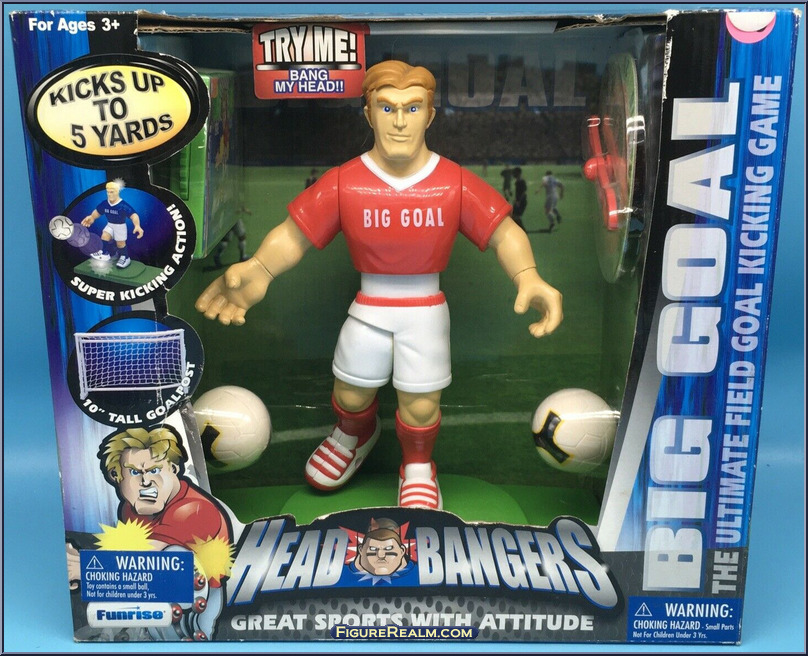 For Ages 3+
TRY ME!
BANG
MY HEAD!!
KICKS UP
TO
5 YARDS
BIG GOAL
SUPER KICKING ACTION!
BIG GOAL
10" TALL GOALPOST
BIG GOAL
THE ULTIMATE FIELD GOAL KICKING GAME
HEAD BANGERS
GREAT SPORTS WITH ATTITUDE
WARNING:
CHOKING HAZARD
Toy contains a small ball,
Not for children under 3 yrs.
Funrise
WARNING:
CHOKING HAZARD - Small Parts
Not For Children Under 3 Yrs.
FigureRealm.com